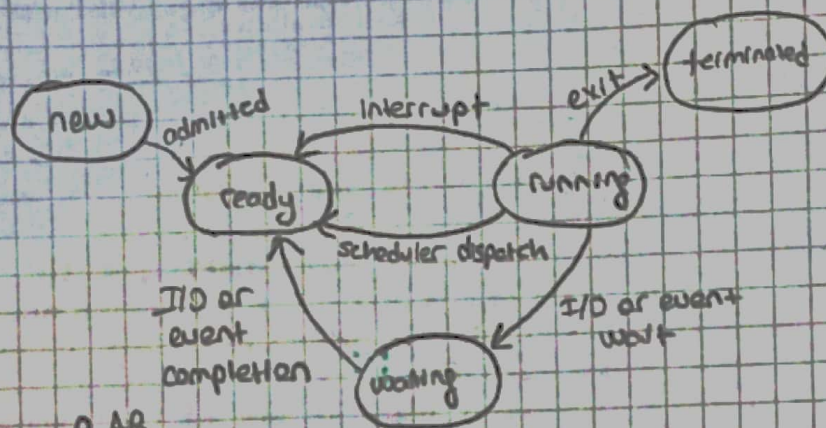 terminated
new
admitted
Interrupt
exit
ready
running
scheduler dispatch
I/O or
event
completion
I/O or event
wait
waiting